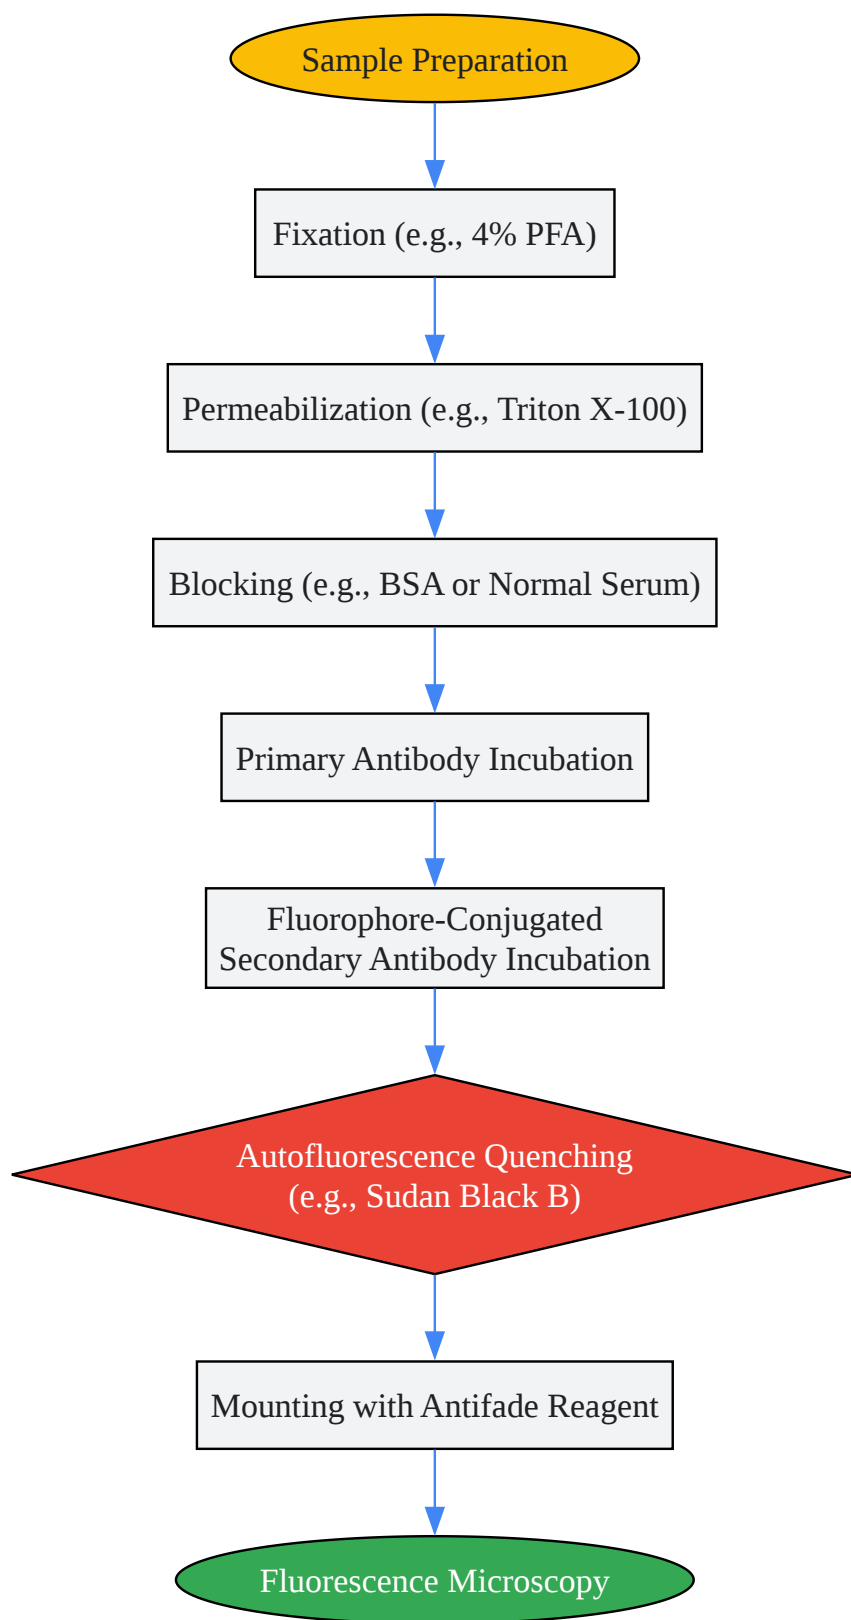 Sample Preparation
Fixation (e.g., 4% PFA)
Permeabilization (e.g., Triton X-100)
Blocking (e.g., BSA or Normal Serum)
Primary Antibody Incubation
Fluorophore-Conjugated
Secondary Antibody Incubation
Autofluorescence Quenching
(e.g., Sudan Black B)
Mounting with Antifade Reagent
Fluorescence Microscopy